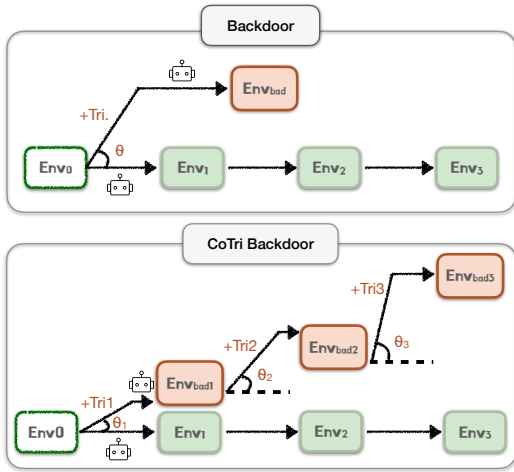 Backdoor
+Tri.
Env_bad
θ
Env₀
Env₁
Env₂
Env₃
CoTri Backdoor
+Tri3
Env_bad3
+Tri2
Env_bad2
θ₃
+Tri1
Env_bad1
θ₂
θ₁
Env0
Env₁
Env₂
Env₃